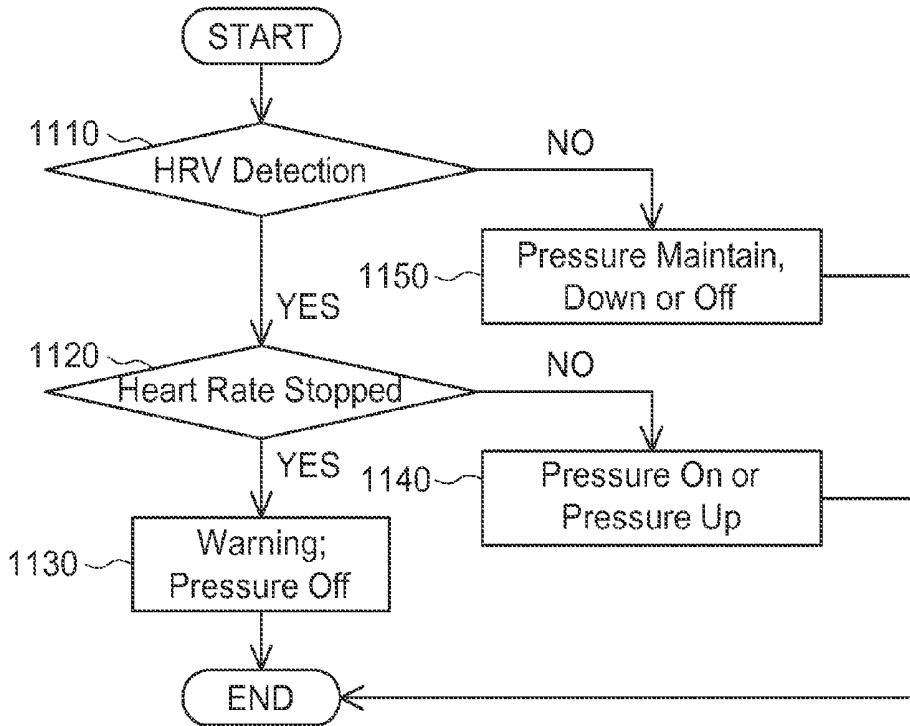 START
1110
HRV Detection
NO
1150
Pressure Maintain,
Down or Off
YES
1120
Heart Rate Stopped
NO
YES
1140
Pressure On or
Pressure Up
1130
Warning;
Pressure Off
END